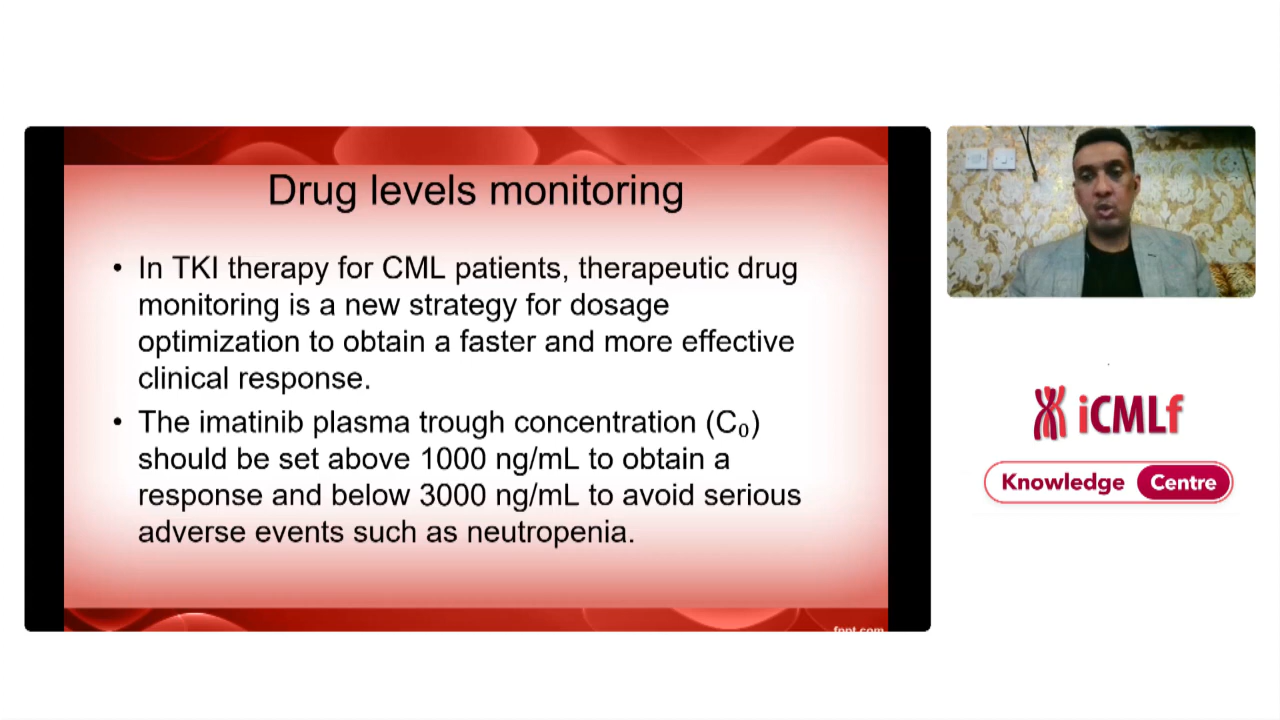 Drug levels monitoring
• In TKI therapy for CML patients, therapeutic drug
monitoring is a new strategy for dosage
optimization to obtain a faster and more effective
clinical response.
• The imatinib plasma trough concentration (C₀)
should be set above 1000 ng/mL to obtain a
response and below 3000 ng/mL to avoid serious
adverse events such as neutropenia.
fppt.com
iCMLf
Knowledge Centre